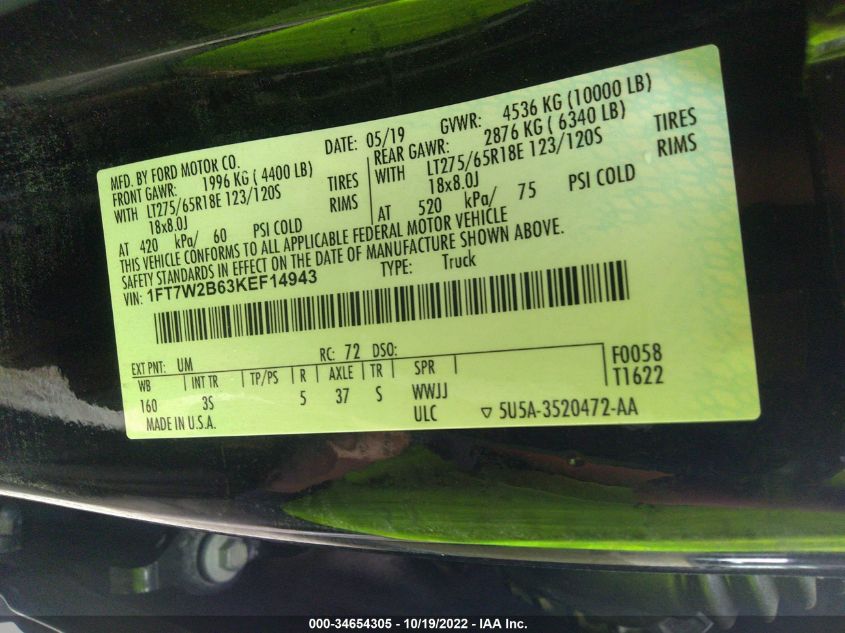 MFD. BY FORD MOTOR CO.
DATE: 05/19
GVWR: 4536 KG (10000 LB)
FRONT GAWR: 1996 KG ( 4400 LB)
REAR GAWR: 2876 KG ( 6340 LB)
WITH LT275/65R18E 123/120S TIRES
WITH LT275/65R18E 123/120S TIRES
18x8.0J RIMS
18x8.0J RIMS
AT 420 kPa/ 60 PSI COLD
AT 520 kPa/ 75 PSI COLD
THIS VEHICLE CONFORMS TO ALL APPLICABLE FEDERAL MOTOR VEHICLE
SAFETY STANDARDS IN EFFECT ON THE DATE OF MANUFACTURE SHOWN ABOVE.
VIN: 1FT7W2B63KEF14943
TYPE: Truck
EXT PNT: UM RC: 72 DSO:
WB INT TR TP/PS R AXLE TR SPR
160 3S 5 37 S WWJJ
ULC
F0058
T1622
MADE IN U.S.A.
▽ 5U5A-3520472-AA
000-34654305 - 10/19/2022 - IAA Inc.